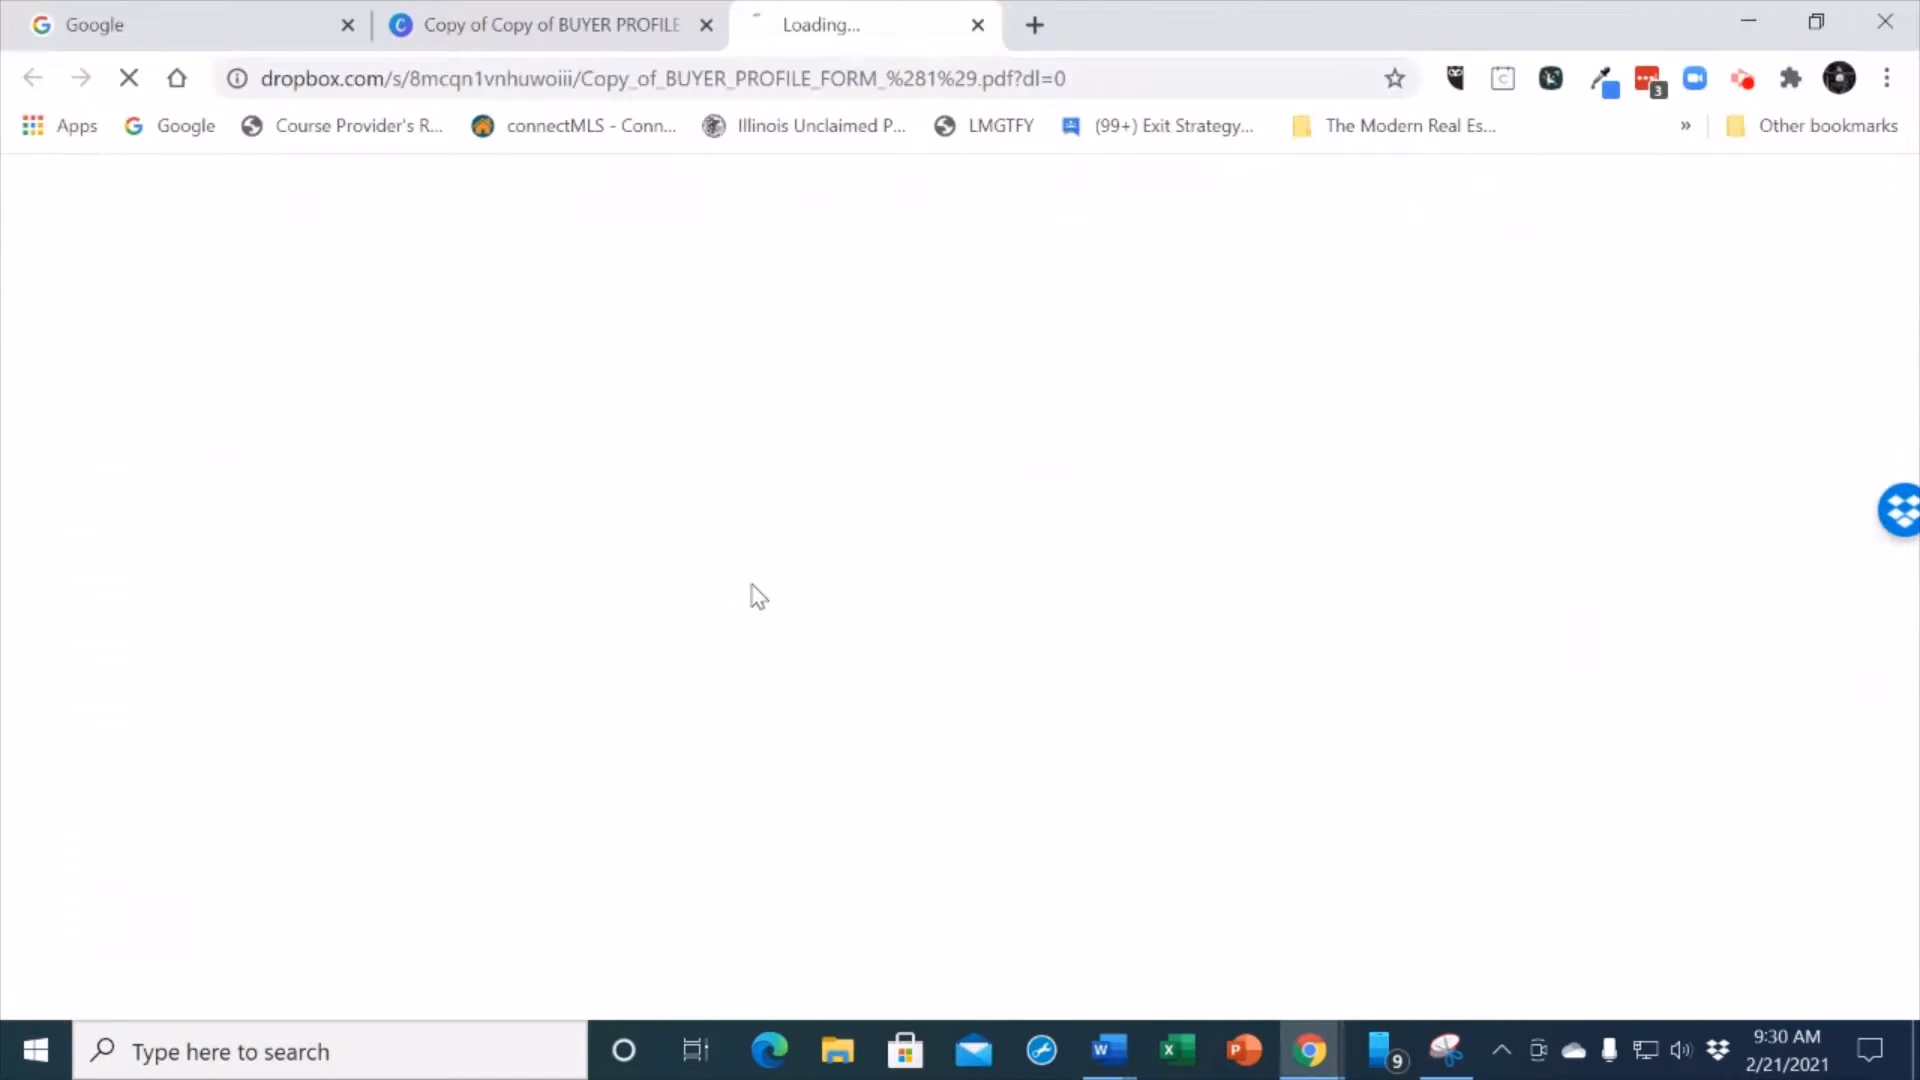 Google
Copy of Copy of BUYER PROFILE
Loading...
dropbox.com/s/8mcqn1vnhuwoiii/Copy_of_BUYER_PROFILE_FORM_%281%29.pdf?dl=0
3
Apps
Google
Course Provider's R...
connectMLS - Conn...
Illinois Unclaimed P...
LMGTFY
(99+) Exit Strategy...
The Modern Real Es...
»
Other bookmarks
Type here to search
9
9:30 AM
2/21/2021